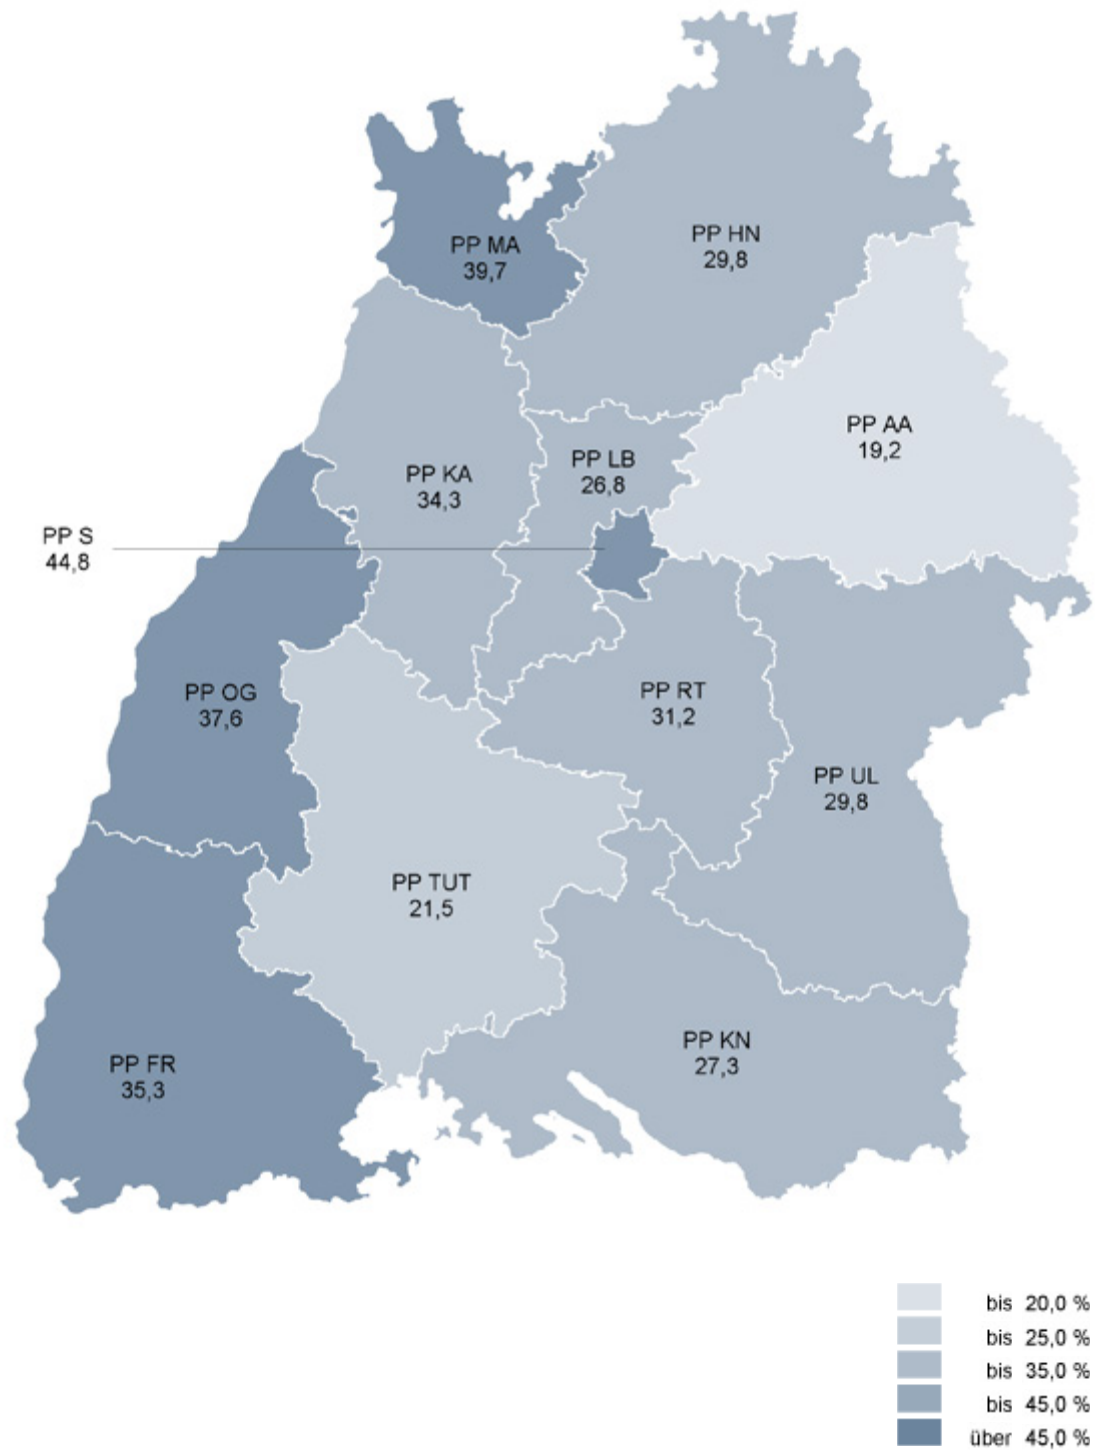 PP HN
29,8
PP MA
39,7
PP AA
19,2
PP LB
26,8
PP KA
34,3
PP S
44,8
PP OG
37,6
PP RT
31,2
PP UL
29,8
PP TUT
21,5
PP KN
27,3
PP FR
35,3
bis 20,0 %
bis 25,0 %
bis 35,0 %
bis 45,0 %
über 45,0 %